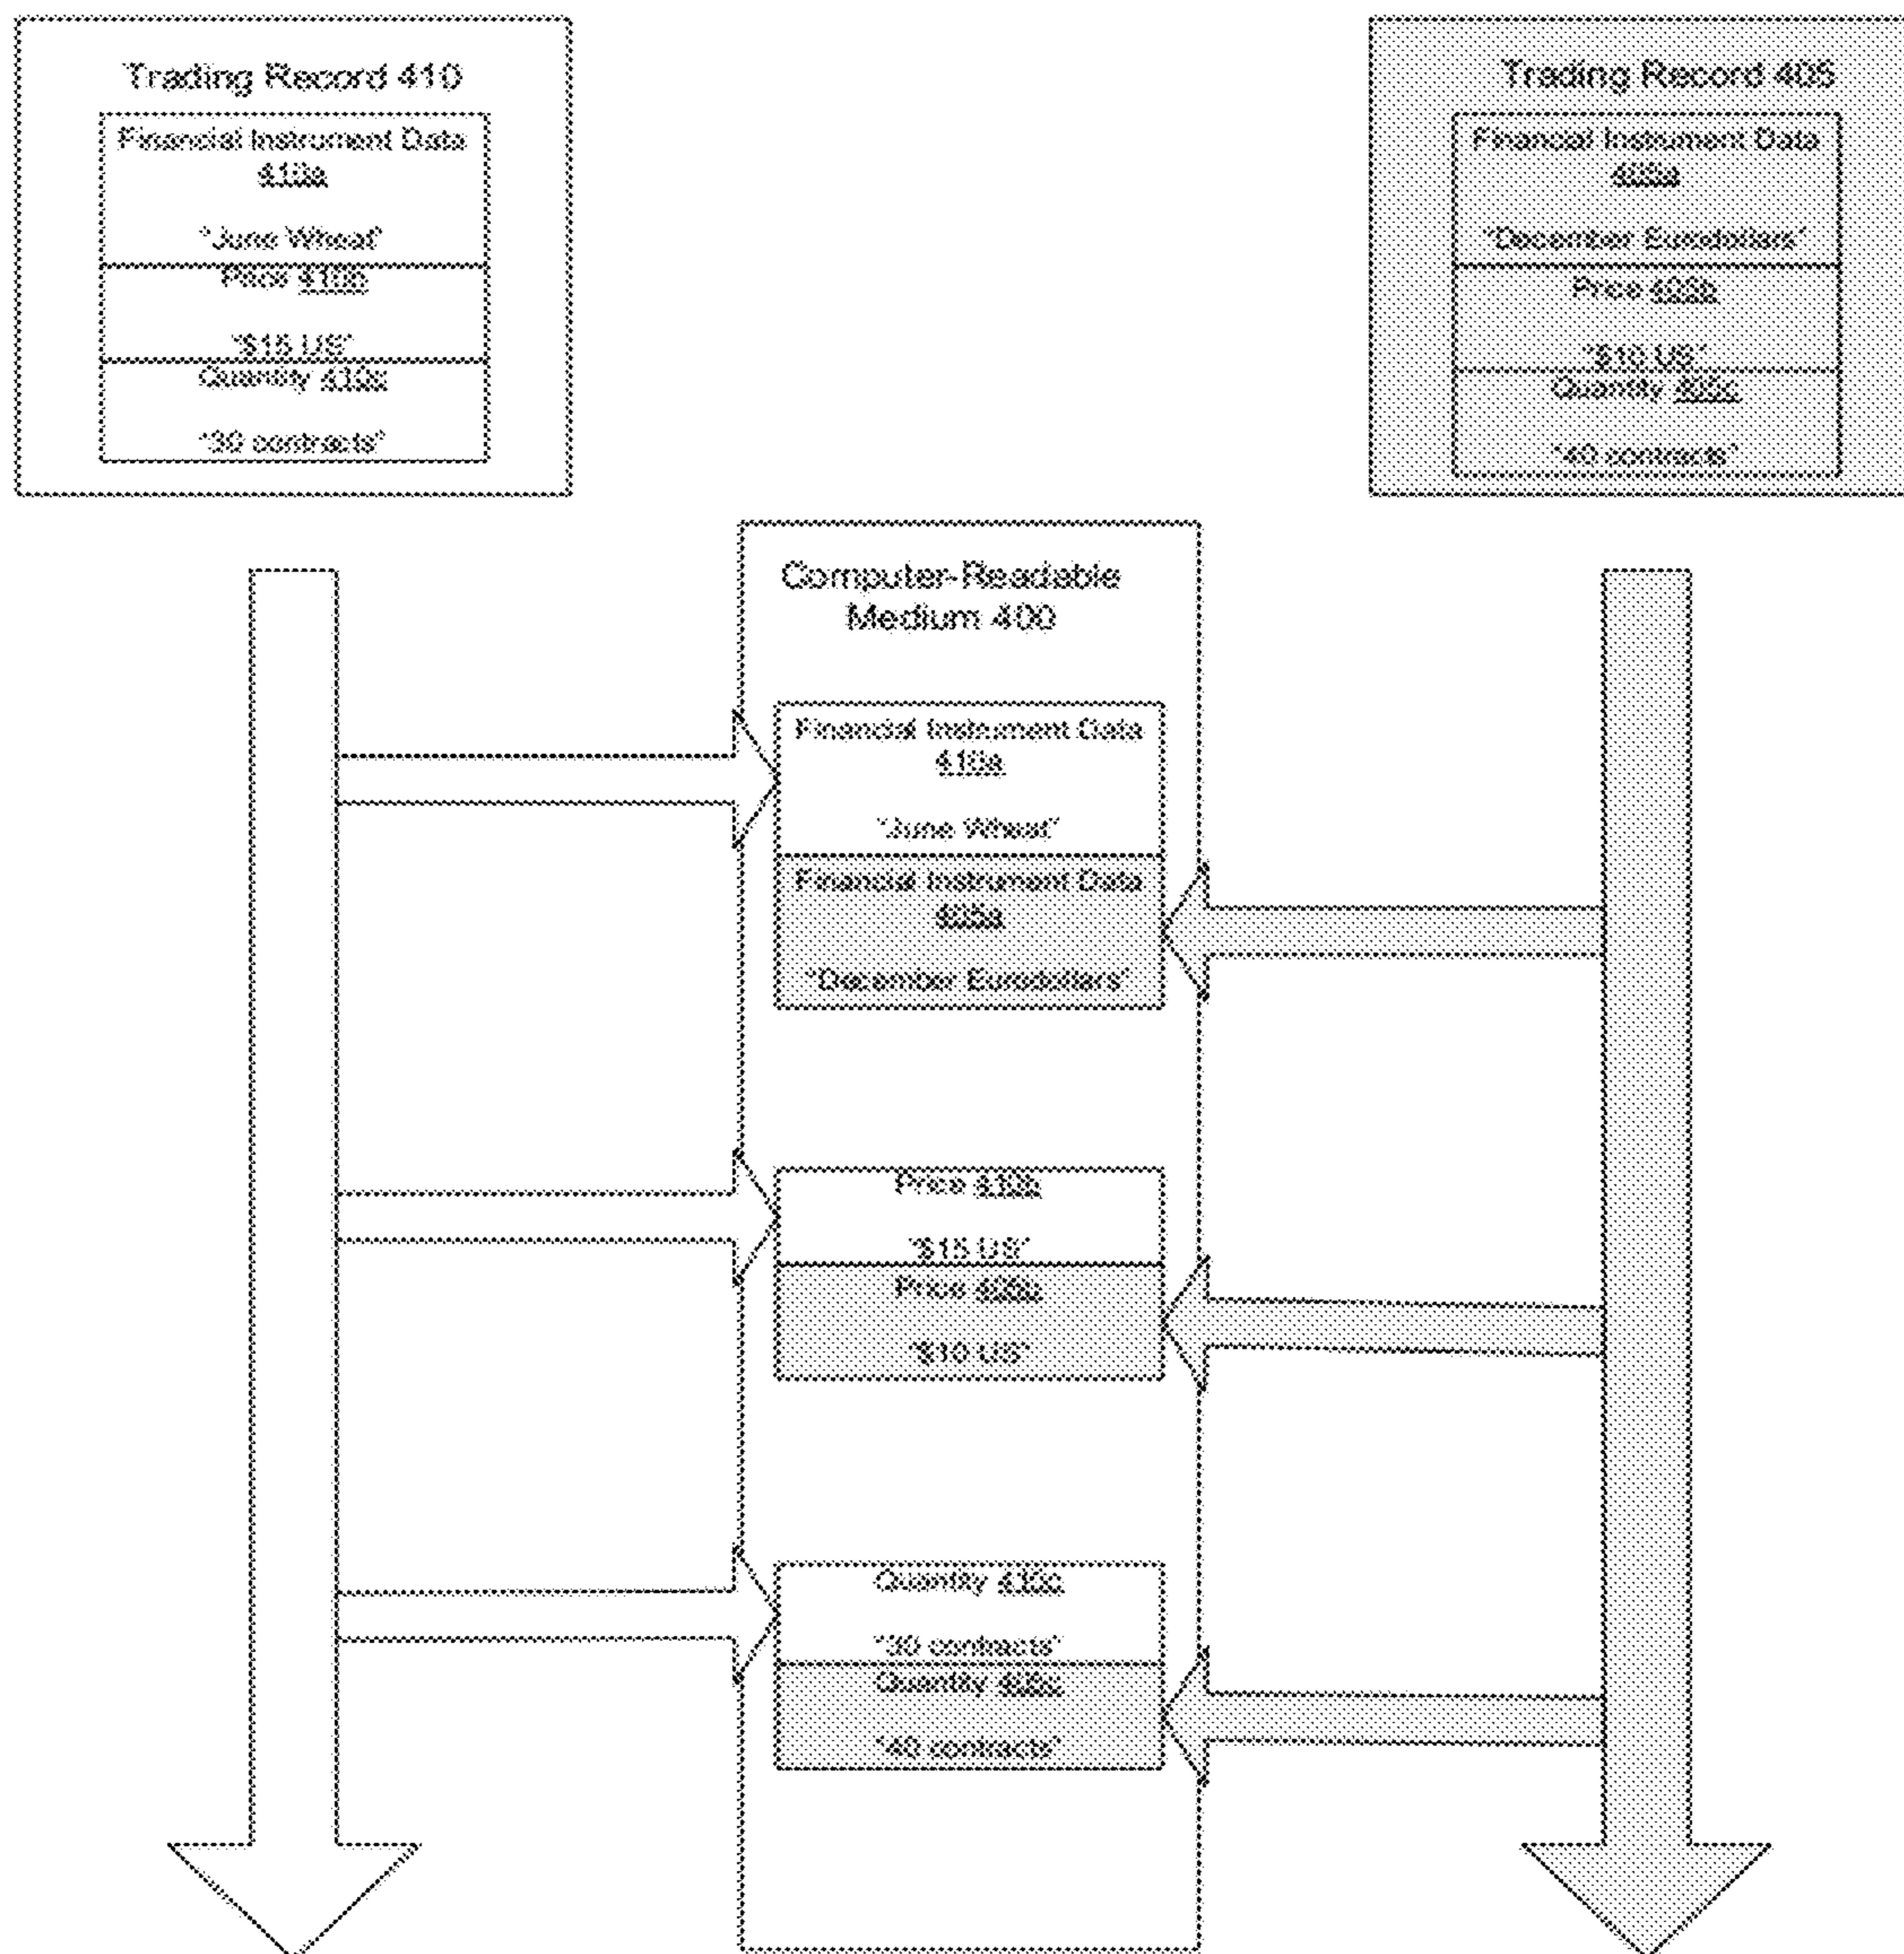 Trading Record 410
Financial Instrument Data
410a
"June Wheat"
Price 410b
"$15 US"
Quantity 410c
"30 contracts"
Trading Record 405
Financial Instrument Data
405a
"December Eurodollars"
Price 405b
"$10 US"
Quantity 405c
"40 contracts"
Computer-Readable
Medium 400
Financial Instrument Data
410a
"June Wheat"
Financial Instrument Data
405a
"December Eurodollars"
Price 410b
"$15 US"
Price 405b
"$10 US"
Quantity 410c
"30 contracts"
Quantity 405c
"40 contracts"